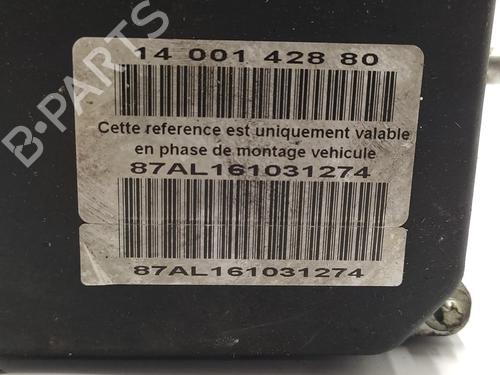 B-PARTS
14 001 428 80
Cette reference est uniquement valable
en phase de montage vehicule
87AL161031274
87AL161031274